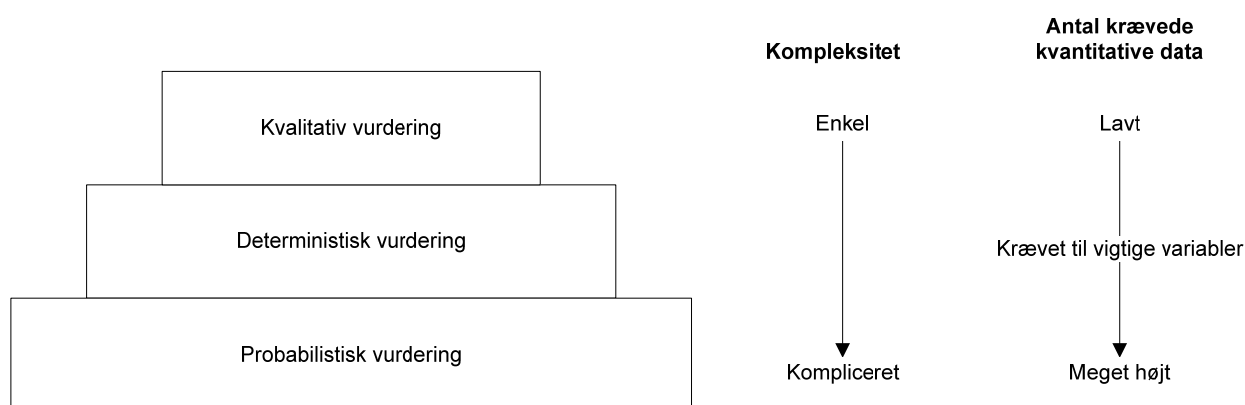 Kompleksitet
Antal krævede
kvantitative data
Kvalitativ vurdering
Enkel
Lavt
Deterministisk vurdering
Krævet til vigtige variabler
Probabilistisk vurdering
Kompliceret
Meget højt